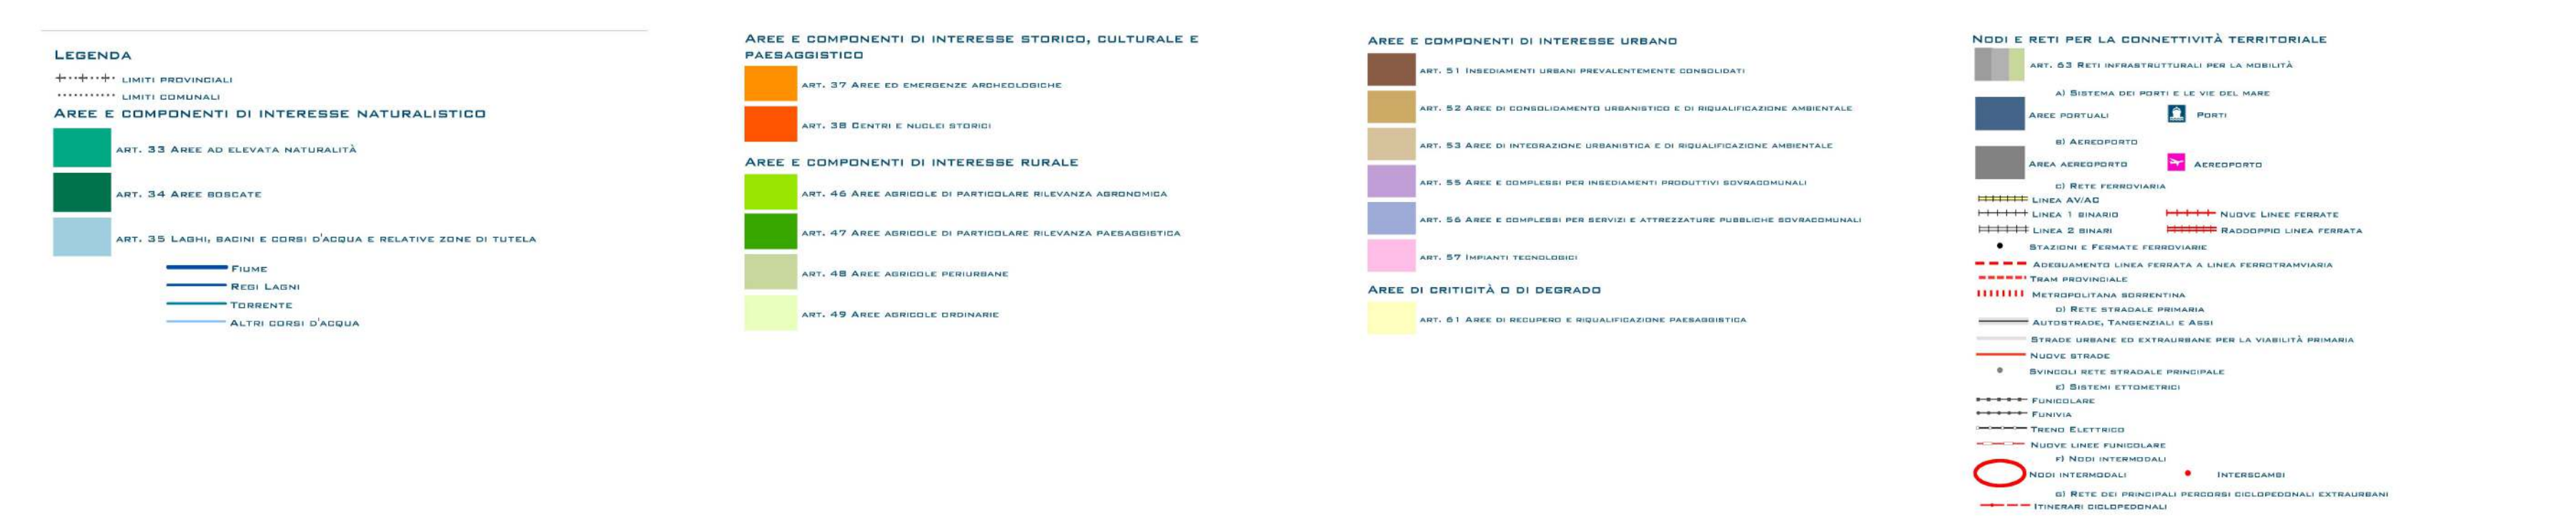 LEGENDA
LIMITI PROVINCIALI
LIMITI COMUNALI
AREE E COMPONENTI DI INTERESSE NATURALISTICO
ART. 33 AREE AD ELEVATA NATURALITÀ
ART. 34 AREE BOSCATE
ART. 35 LAGHI, BACINI E CORSI D'ACQUA E RELATIVE ZONE DI TUTELA
FIUME
REGI LAGNI
TORRENTE
ALTRI CORSI D'ACQUA
AREE E COMPONENTI DI INTERESSE STORICO, CULTURALE E
PAESAGGISTICO
ART. 37 AREE ED EMERGENZE ARCHEOLOGICHE
ART. 38 CENTRI E NUCLEI STORICI
AREE E COMPONENTI DI INTERESSE RURALE
ART. 46 AREE AGRICOLE DI PARTICOLARE RILEVANZA AGRONOMICA
ART. 47 AREE AGRICOLE DI PARTICOLARE RILEVANZA PAESAGGISTICA
ART. 48 AREE AGRICOLE PERIURBANE
ART. 49 AREE AGRICOLE ORDINARIE
AREE E COMPONENTI DI INTERESSE URBANO
ART. 51 INSEDIAMENTI URBANI PREVALENTEMENTE CONSOLIDATI
ART. 52 AREE DI CONSOLIDAMENTO URBANISTICO E DI RIQUALIFICAZIONE AMBIENTALE
ART. 53 AREE DI INTEGRAZIONE URBANISTICA E DI RIQUALIFICAZIONE AMBIENTALE
ART. 55 AREE E COMPLESSI PER INSEDIAMENTI PRODUTTIVI SOVRACOMUNALI
ART. 56 AREE E COMPLESSI PER SERVIZI E ATTREZZATURE PUBBLICHE SOVRACOMUNALI
ART. 57 IMPIANTI TECNOLOGICI
AREE DI CRITICITÀ O DI DEGRADO
ART. 61 AREE DI RECUPERO E RIQUALIFICAZIONE PAESAGGISTICA
NODI E RETI PER LA CONNETTIVITÀ TERRITORIALE
ART. 63 RETI INFRASTRUTTURALI PER LA MOBILITÀ
A) SISTEMA DEI PORTI E LE VIE DEL MARE
AREE PORTUALI PORTI
B) AEREOPORTO
AREA AEREOPORTO AEREOPORTO
C) RETE FERROVIARIA
LINEA AV/AC
LINEA 1 BINARIO NUOVE LINEE FERRATE
LINEA 2 BINARI RADDOPPIO LINEA FERRATA
STAZIONI E FERMATE FERROVIARIE
ADEGUAMENTO LINEA FERRATA A LINEA FERROTRAMVIARIA
TRAM PROVINCIALE
METROPOLITANA SORRENTINA
D) RETE STRADALE PRIMARIA
AUTOSTRADE, TANGENZIALI E ASSI
STRADE URBANE ED EXTRAURBANE PER LA VIABILITÀ PRIMARIA
NUOVE STRADE
SVINCOLI RETE STRADALE PRINCIPALE
E) SISTEMI ETTOMETRICI
FUNICOLARE
FUNIVIA
TRENO ELETTRICO
NUOVE LINEE FUNICOLARE
F) NODI INTERMODALI
NODI INTERMODALI INTERSCAMBI
G) RETE DEI PRINCIPALI PERCORSI CICLOPEDONALI EXTRAURBANI
ITINERARI CICLOPEDONALI